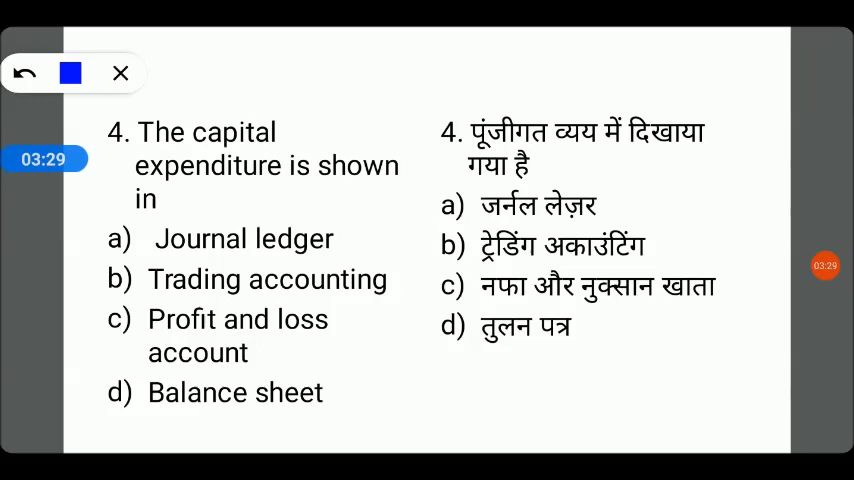 03:29
4. The capital
expenditure is shown
in
a) Journal ledger
b) Trading accounting
c) Profit and loss
account
d) Balance sheet
4. पूंजीगत व्यय में दिखाया
गया है
a) जर्नल लेज़र
b) ट्रेडिंग अकाउंटिंग
c) नफा और नुक्सान खाता
d) तुलन पत्र
03:29